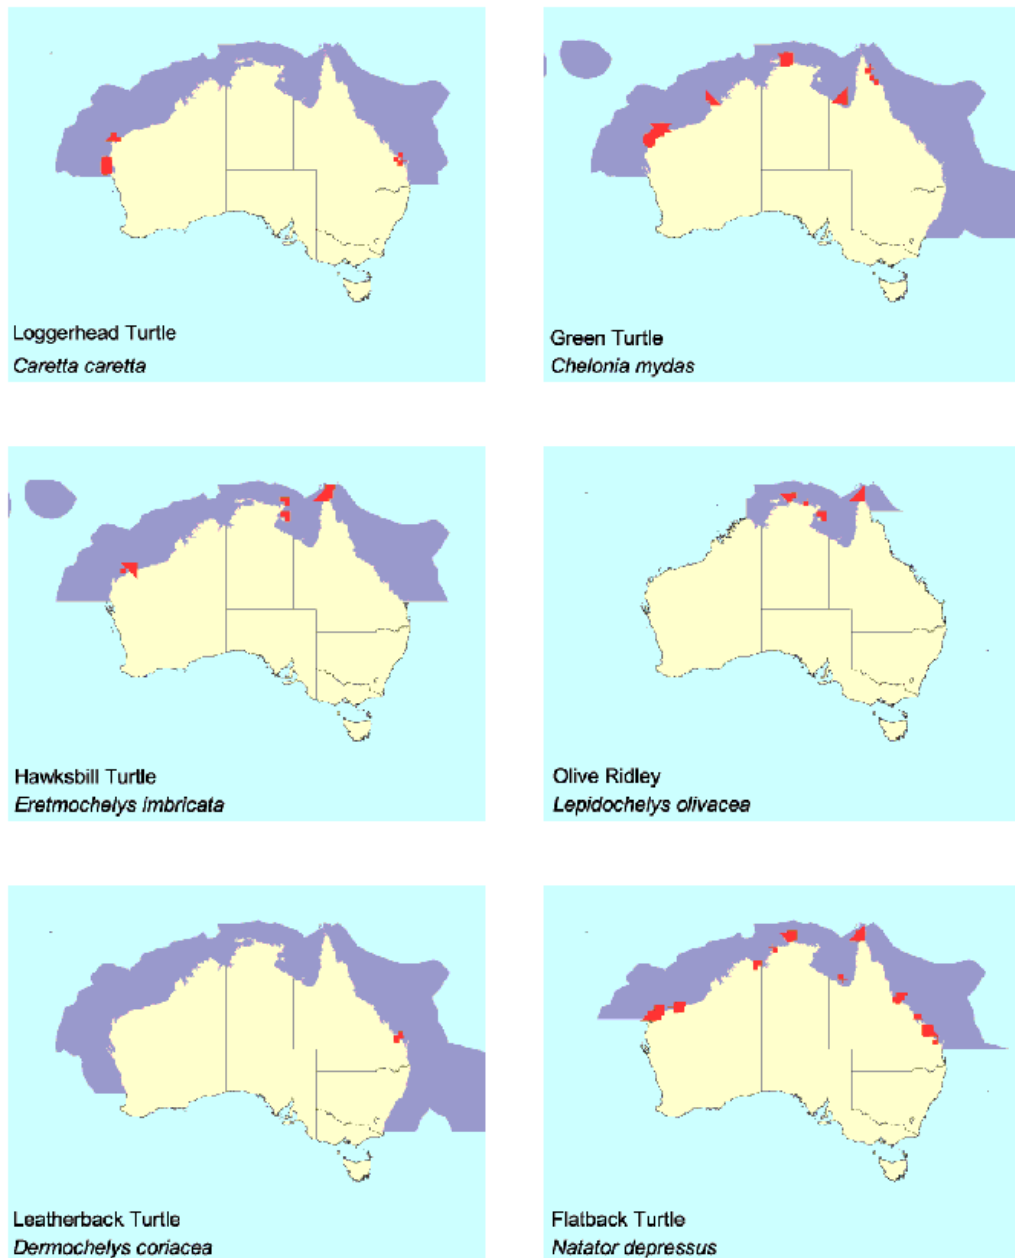 Loggerhead Turtle
Caretta caretta
Green Turtle
Chelonia mydas
Hawksbill Turtle
Eretmochelys imbricata
Olive Ridley
Lepidochelys olivacea
Leatherback Turtle
Dermochelys coriacea
Flatback Turtle
Natator depressus